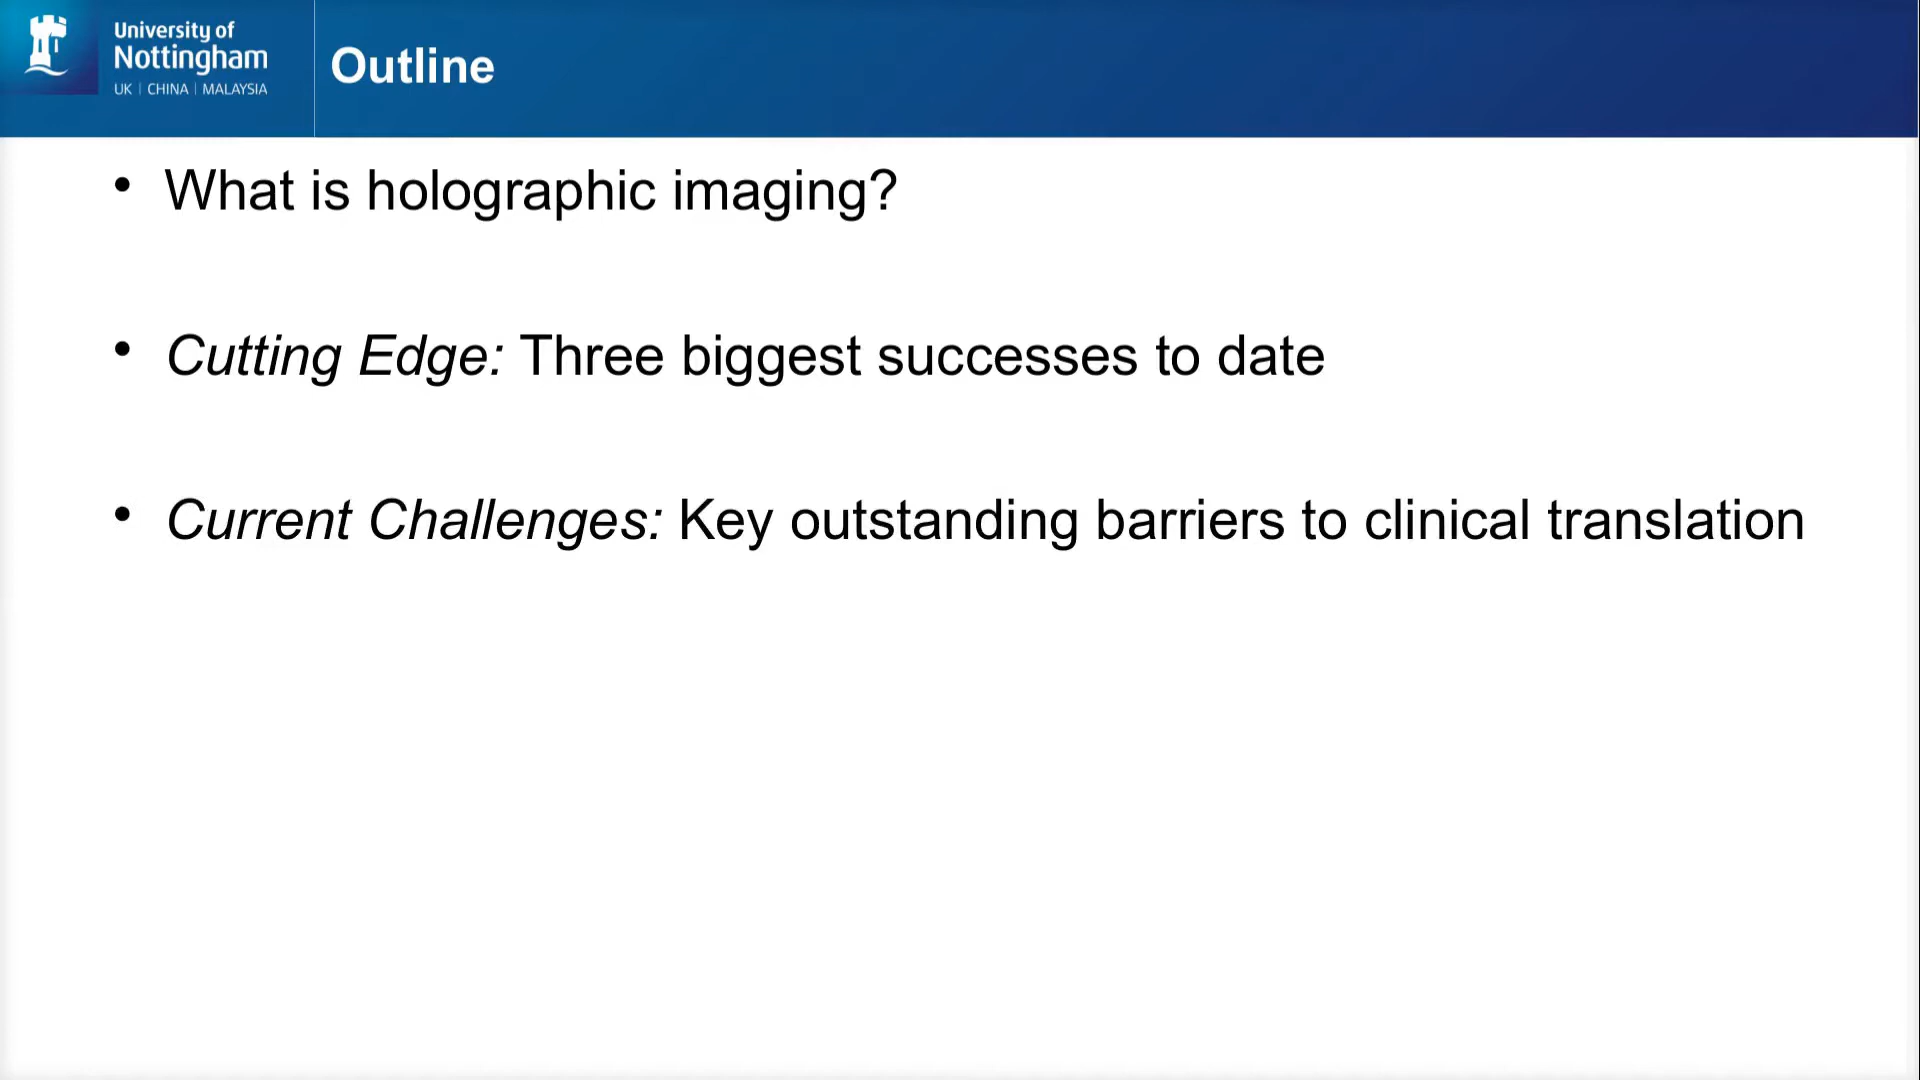 University of
Nottingham
UK | CHINA | MALAYSIA
Outline
• What is holographic imaging?
• Cutting Edge: Three biggest successes to date
• Current Challenges: Key outstanding barriers to clinical translation